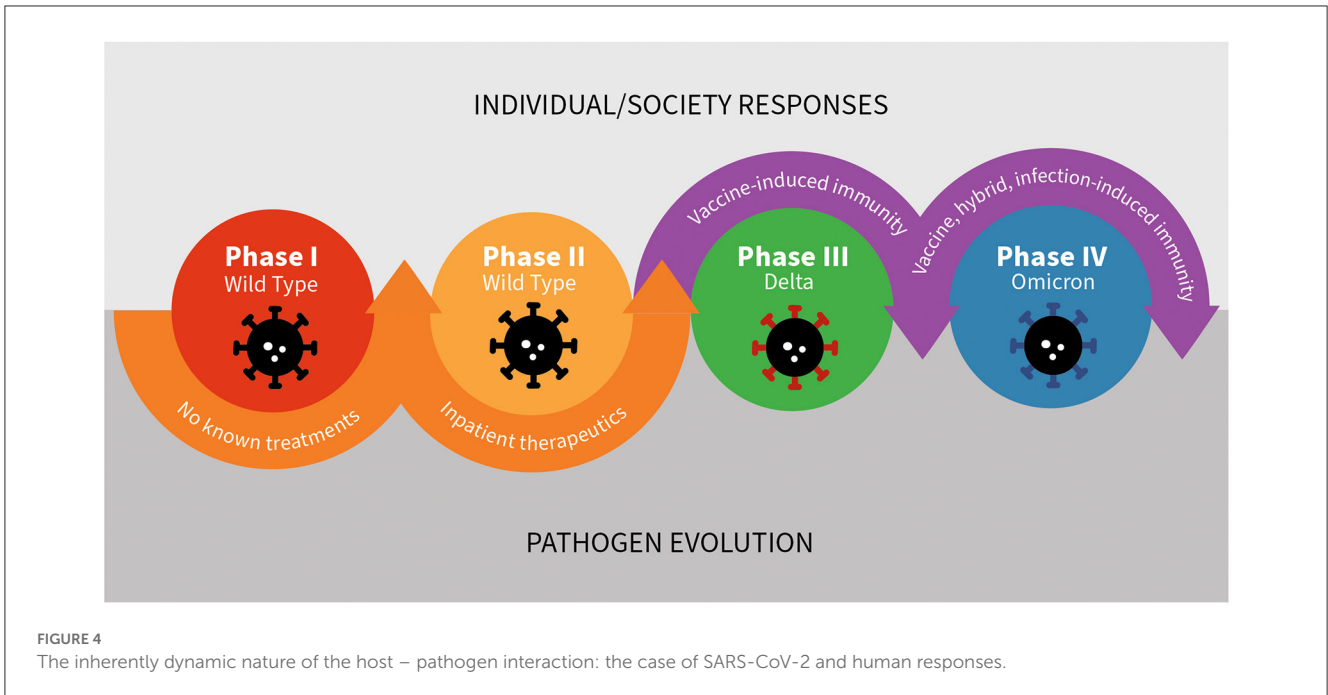 INDIVIDUAL/SOCIETY RESPONSES
Vaccine-induced immunity
Vaccine, hybrid, infection-induced immunity
Phase I
Wild Type
Phase II
Wild Type
Phase III
Delta
Phase IV
Omicron
No known treatments
Inpatient therapeutics
PATHOGEN EVOLUTION
FIGURE 4
The inherently dynamic nature of the host – pathogen interaction: the case of SARS-CoV-2 and human responses.